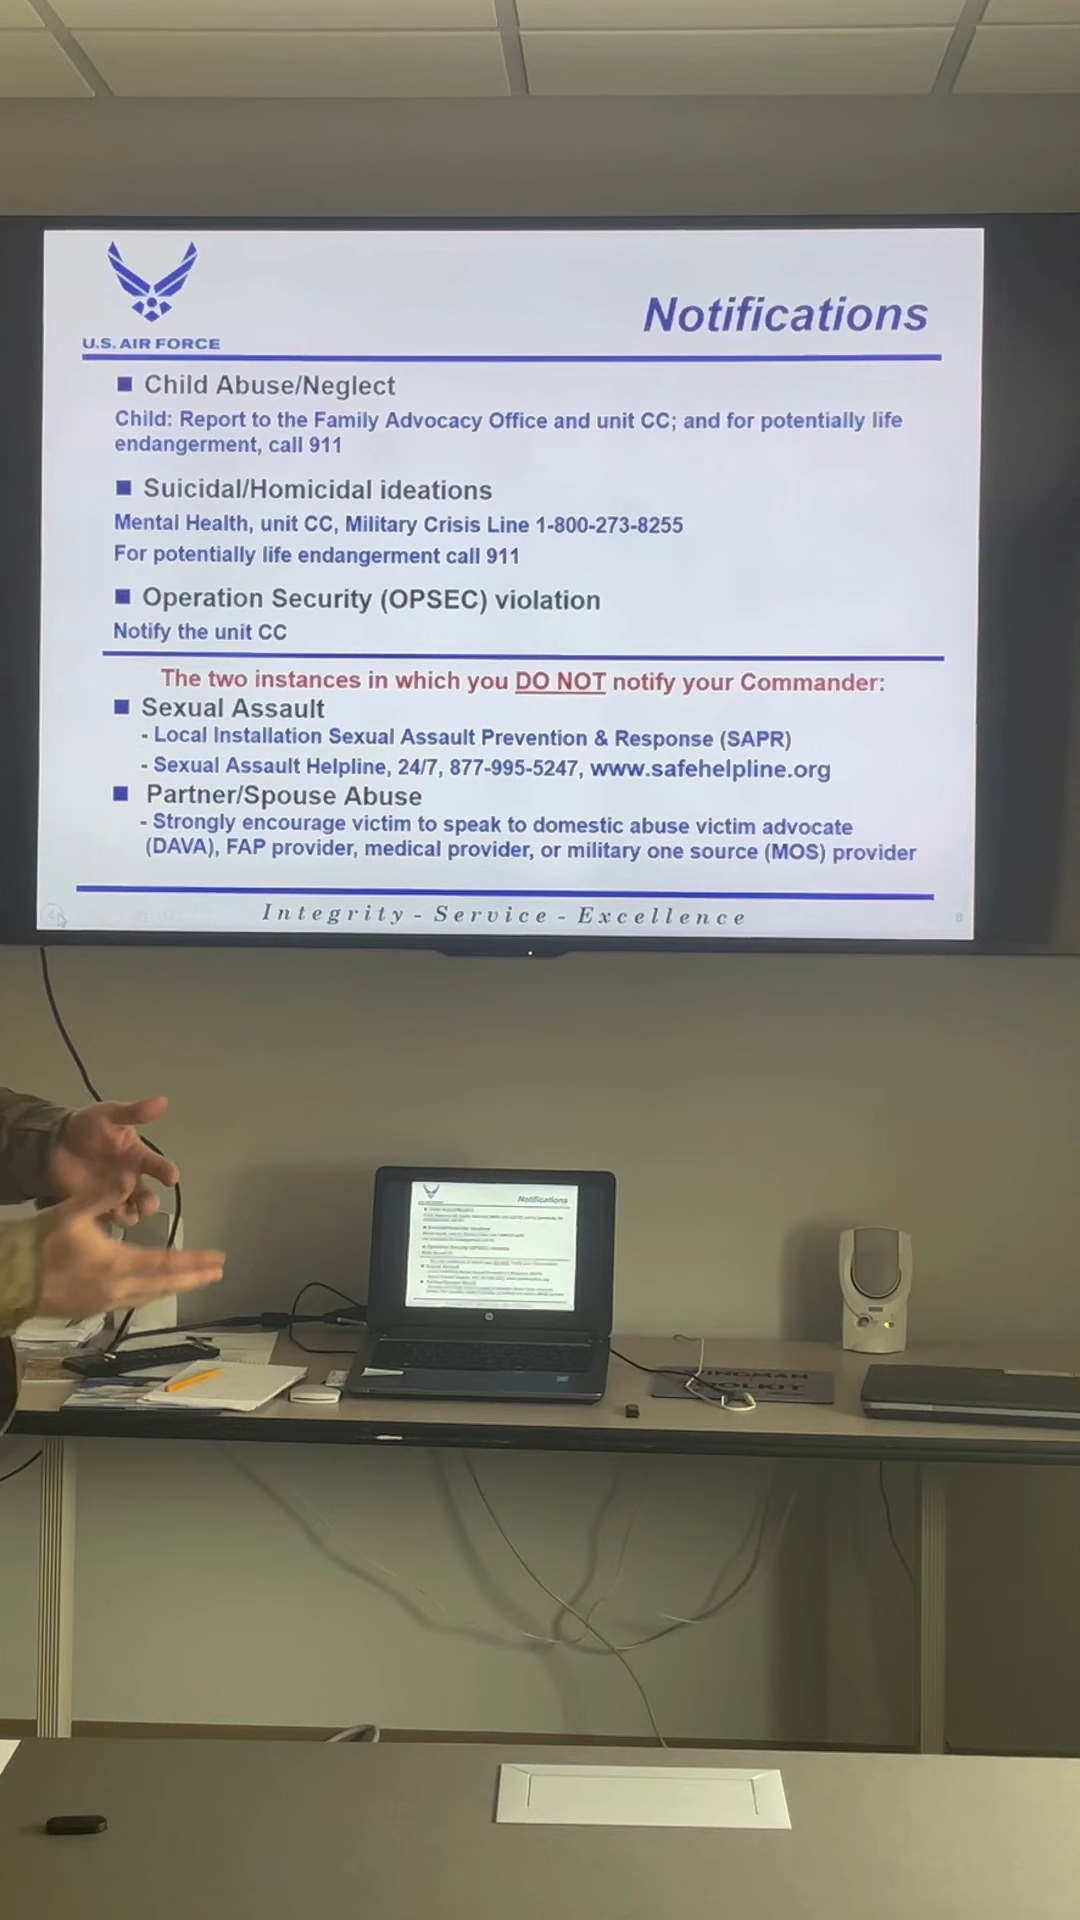 U.S. AIR FORCE
Notifications
Child Abuse/Neglect
Child: Report to the Family Advocacy Office and unit CC; and for potentially life
endangerment, call 911
Suicidal/Homicidal ideations
Mental Health, unit CC, Military Crisis Line 1-800-273-8255
For potentially life endangerment call 911
Operation Security (OPSEC) violation
Notify the unit CC
The two instances in which you DO NOT notify your Commander:
Sexual Assault
- Local Installation Sexual Assault Prevention & Response (SAPR)
- Sexual Assault Helpline, 24/7, 877-995-5247, www.safehelpline.org
Partner/Spouse Abuse
- Strongly encourage victim to speak to domestic abuse victim advocate
(DAVA), FAP provider, medical provider, or military one source (MOS) provider
Integrity - Service - Excellence
8
Notifications